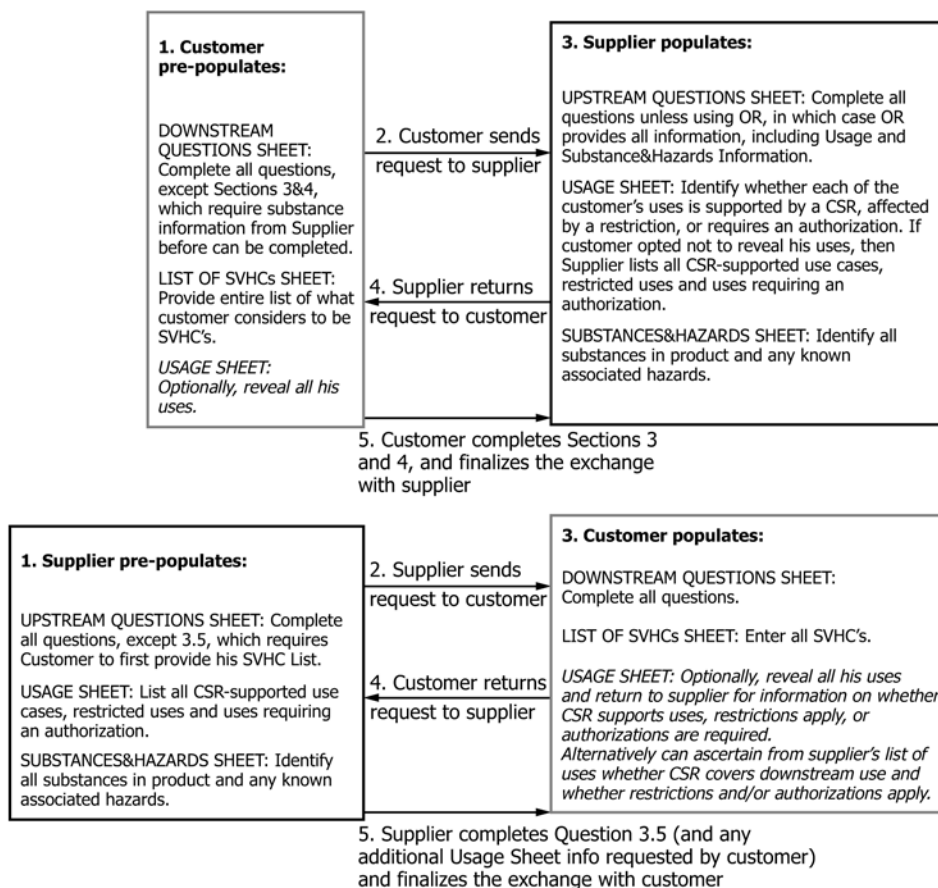 1. Customer
pre-populates:
DOWNSTREAM
QUESTIONS SHEET:
Complete all questions,
except Sections 3&4,
which require substance
information from Supplier
before can be completed.
LIST OF SVHCs SHEET:
Provide entire list of what
customer considers to be
SVHC's.
USAGE SHEET:
Optionally, reveal all his
uses.
2. Customer sends
request to supplier
4. Supplier returns
request to customer
3. Supplier populates:
UPSTREAM QUESTIONS SHEET: Complete all
questions unless using OR, in which case OR
provides all information, including Usage and
Substance&Hazards Information.
USAGE SHEET: Identify whether each of the
customer's uses is supported by a CSR, affected
by a restriction, or requires an authorization. If
customer opted not to reveal his uses, then
Supplier lists all CSR-supported use cases,
restricted uses and uses requiring an
authorization.
SUBSTANCES&HAZARDS SHEET: Identify all
substances in product and any known
associated hazards.
5. Customer completes Sections 3
and 4, and finalizes the exchange
with supplier
1. Supplier pre-populates:
UPSTREAM QUESTIONS SHEET: Complete
all questions, except 3.5, which requires
Customer to first provide his SVHC List.
USAGE SHEET: List all CSR-supported use
cases, restricted uses and uses requiring
an authorization.
SUBSTANCES&HAZARDS SHEET: Identify
all substances in product and any known
associated hazards.
2. Supplier sends
request to customer
4. Customer returns
request to supplier
3. Customer populates:
DOWNSTREAM QUESTIONS SHEET:
Complete all questions.
LIST OF SVHCs SHEET: Enter all SVHC's.
USAGE SHEET: Optionally, reveal all his uses
and return to supplier for information on whether
CSR supports uses, restrictions apply, or
authorizations are required.
Alternatively can ascertain from supplier's list of
uses whether CSR covers downstream use and
whether restrictions and/or authorizations apply.
5. Supplier completes Question 3.5 (and any
additional Usage Sheet info requested by customer)
and finalizes the exchange with customer